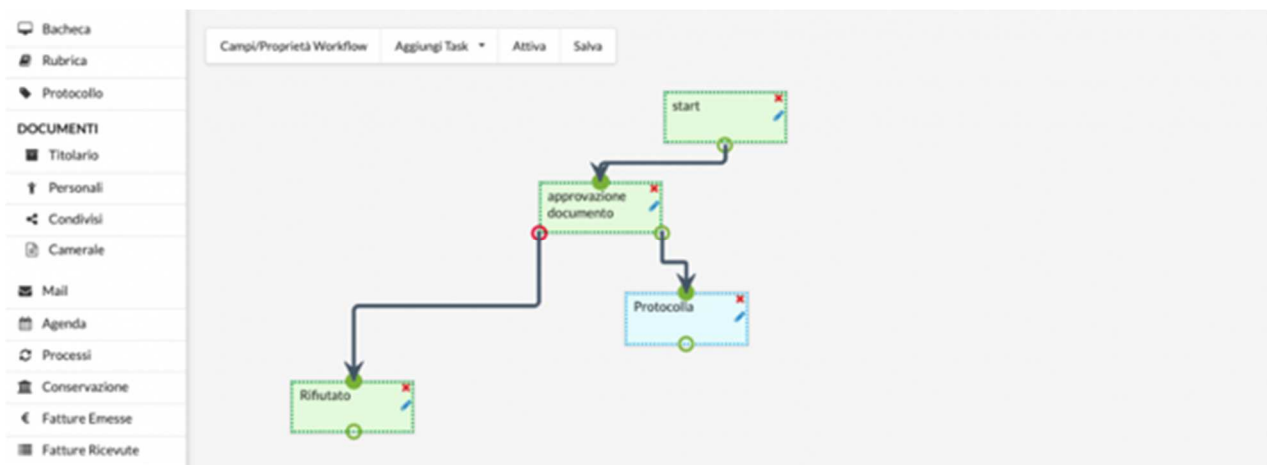 Bacheca
Rubrica
Protocollo
DOCUMENTI
Titolario
Personali
Condivisi
Camerale
Mail
Agenda
Processi
Conservazione
Fatture Emesse
Fatture Ricevute
Campi/Proprietà Workflow Aggiungi Task Attiva Salva
start
approvazione
documento
Protocolla
Rifiutato